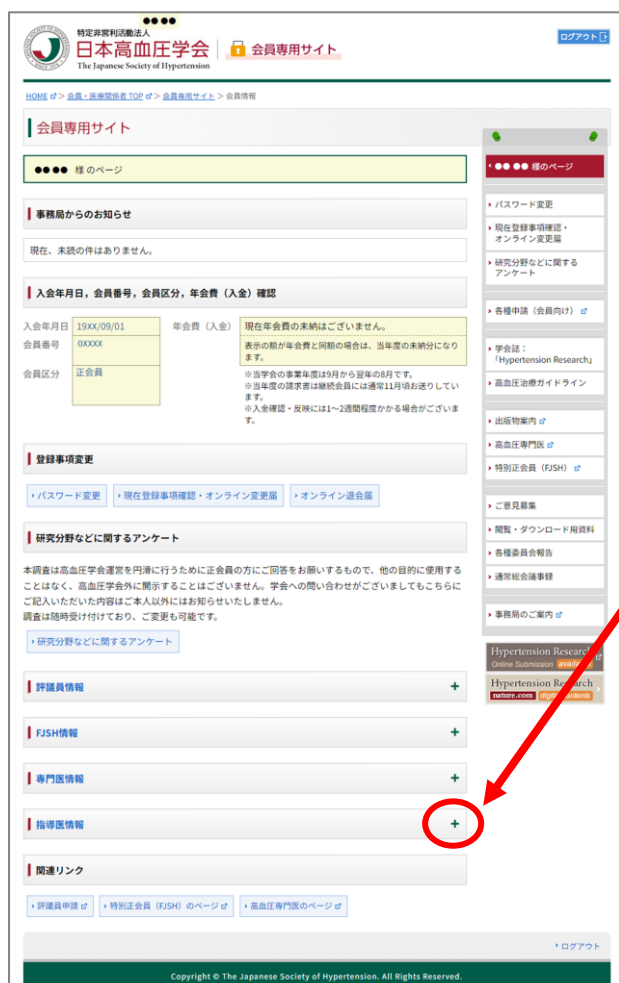 ●● ●●
特定非営利活動法人
日本高血圧学会
The Japanese Society of Hypertension
会員専用サイト
ログアウト
HOME > 会員・医療関係者 TOP > 会員専用サイト > 会員情報
会員専用サイト
●● ●● 様 のページ
事務局からのお知らせ
現在、未読の件はありません。
入会年月日，会員番号，会員区分，年会費（入金）確認
入会年月日 19XX/09/01
会員番号 0XXXX
会員区分 正会員
年会費（入金） 現在年会費の未納はございません。
表示の額が年会費と同額の場合は、当年度の未納分になり
ます。
※当学会の事業年度は9月から翌年の8月です。
※当年度の請求書は継続会員には通常11月頃お送りしてい
ます。
※入会確認・反映には1～2週間程度かかる場合がございま
す。
登録事項変更
パスワード変更
現在登録事項確認・オンライン変更届
オンライン退会届
研究分野などに関するアンケート
本調査は高血圧学会運営を円滑に行うために正会員の方にご回答をお願いするもので、他の目的に使用する
ことはなく、高血圧学会外に開示することはございません。学会への問い合わせがございましてもこちらに
ご記入いただいた内容はご本人以外にはお知らせいたしません。
調査は随時受け付けており、ご変更も可能です。
研究分野などに関するアンケート
評議員情報 +
FJSH情報 +
専門医情報 +
指導医情報 +
関連リンク
評議員申請
特別正会員（FJSH）のページ
高血圧専門医のページ
●● ●● 様のページ
パスワード変更
現在登録事項確認・
オンライン変更届
研究分野などに関する
アンケート
各種申請（会員向け）
学会誌：
「Hypertension Research」
高血圧治療ガイドライン
出版物案内
高血圧専門医
特別正会員（FJSH）
ご意見募集
閲覧・ダウンロード用資料
各種委員会報告
通常総会議事録
事務局のご案内
Hypertension Research
Online Submission available
Hypertension Research
nature.com digital contents
ログアウト
Copyright © The Japanese Society of Hypertension. All Rights Reserved.